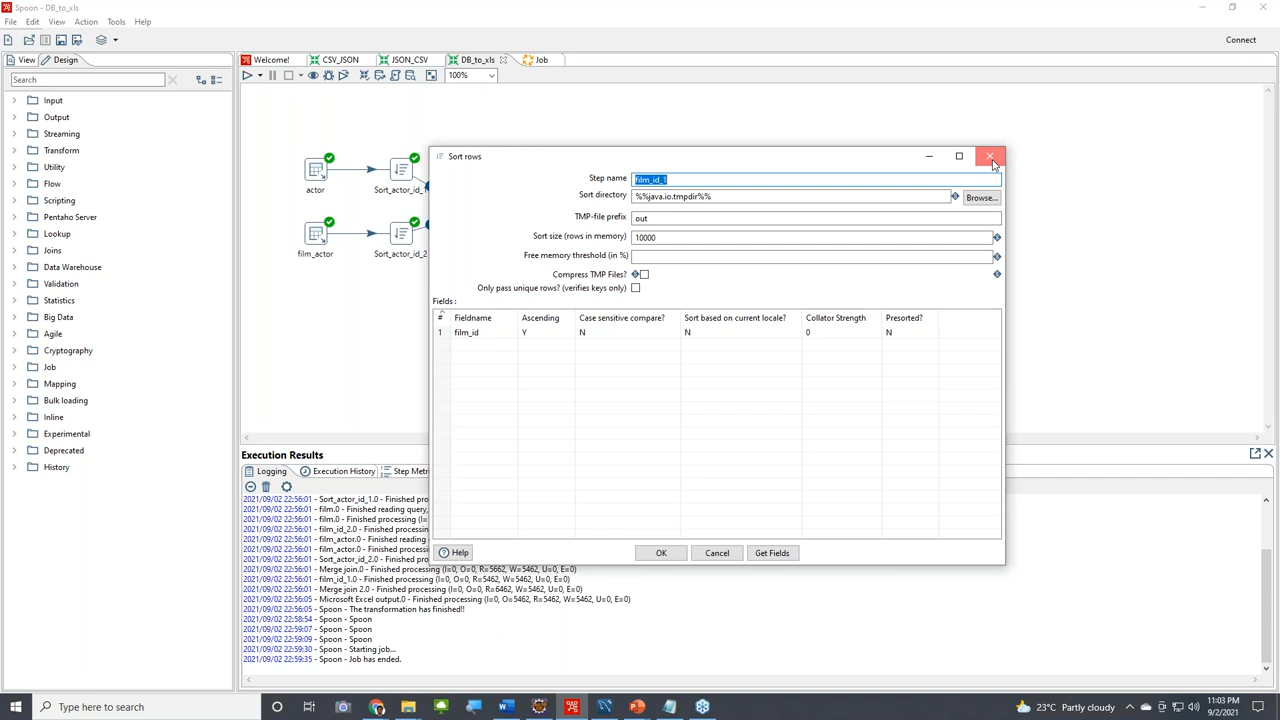 Spoon - DB_to_xls
File Edit View Action Tools Help
Connect
View Design
Welcome! CSV_JSON JSON_CSV DB_to_xls Job
Search
100%
Input
Output
Streaming
Transform
Utility
Flow
Scripting
Pentaho Server
Lookup
Joins
Data Warehouse
Validation
Statistics
Big Data
Agile
Cryptography
Job
Mapping
Bulk loading
Inline
Experimental
Deprecated
History
actor Sort_actor_id_1
film_actor Sort_actor_id_2
Sort rows
Step name film_id_1
Sort directory %%java.io.tmpdir%% Browse...
TMP-file prefix out
Sort size (rows in memory) 10000
Free memory threshold (in %)
Compress TMP Files?
Only pass unique rows? (verifies keys only)
Fields :
# Fieldname Ascending Case sensitive compare? Sort based on current locale? Collator Strength Presorted?
1 film_id Y N N 0 N
Help OK Cancel Get Fields
Execution Results
Logging Execution History Step Metr
2021/09/02 22:56:01 - Sort_actor_id_1.0 - Finished pro
2021/09/02 22:56:01 - film.0 - Finished reading query,
2021/09/02 22:56:01 - film.0 - Finished processing (I=
2021/09/02 22:56:01 - film_id_2.0 - Finished processin
2021/09/02 22:56:01 - film_actor.0 - Finished reading
2021/09/02 22:56:01 - film_actor.0 - Finished processin
2021/09/02 22:56:01 - Sort_actor_id_2.0 - Finished pro
2021/09/02 22:56:01 - Merge join.0 - Finished processing (I=0, O=0, R=5662, W=5462, U=0, E=0)
2021/09/02 22:56:01 - film_id_1.0 - Finished processing (I=0, O=0, R=5462, W=5462, U=0, E=0)
2021/09/02 22:56:01 - Merge join 2.0 - Finished processing (I=0, O=0, R=6462, W=5462, U=0, E=0)
2021/09/02 22:56:05 - Microsoft Excel output.0 - Finished processing (I=0, O=5462, R=5462, W=5462, U=0, E=0)
2021/09/02 22:56:05 - Spoon - The transformation has finished!!
2021/09/02 22:58:54 - Spoon - Spoon
2021/09/02 22:59:07 - Spoon - Spoon
2021/09/02 22:59:09 - Spoon - Spoon
2021/09/02 22:59:30 - Spoon - Starting job...
2021/09/02 22:59:35 - Spoon - Job has ended.
Type here to search
23°C Partly cloudy
11:03 PM
9/2/2021